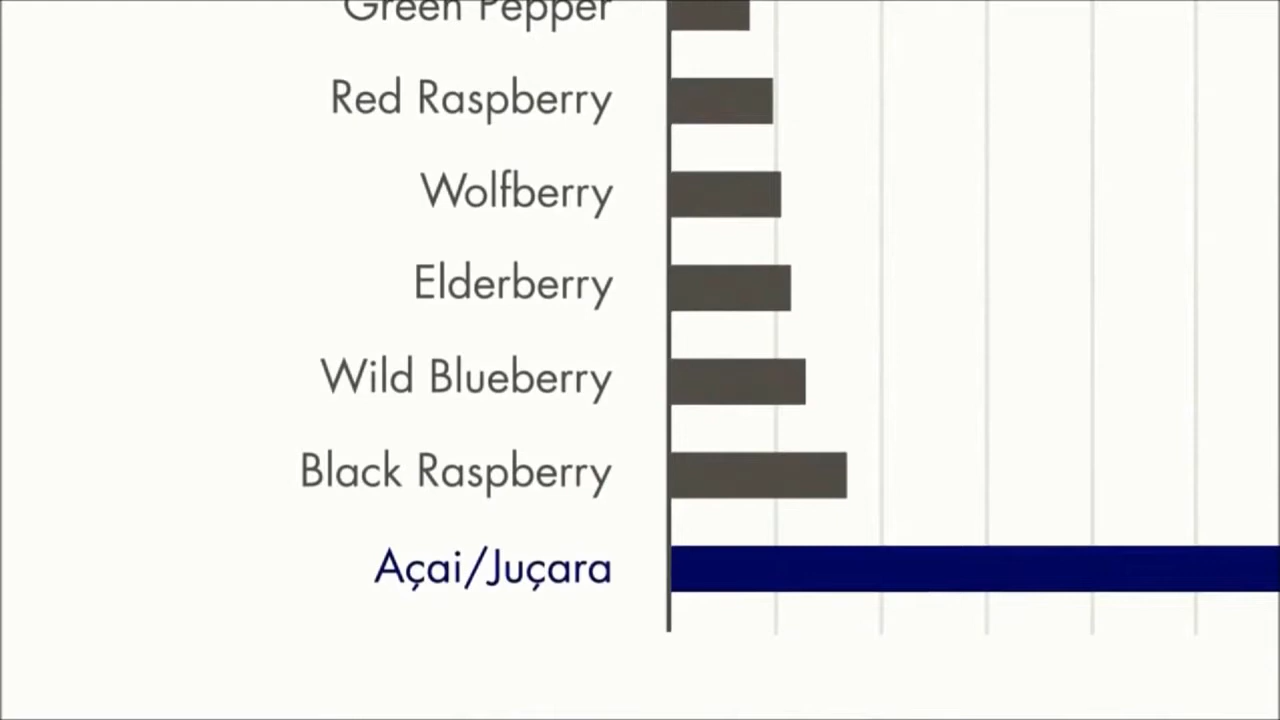 Green Pepper
Red Raspberry
Wolfberry
Elderberry
Wild Blueberry
Black Raspberry
Açai/Juçara